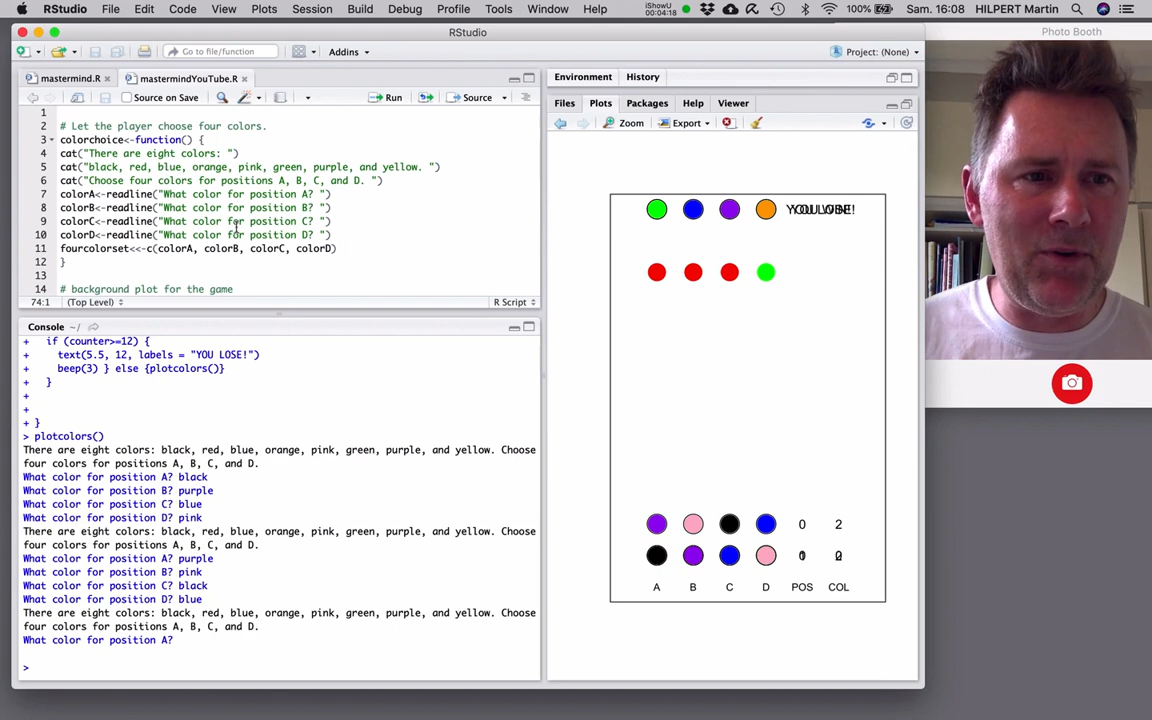 RStudio File Edit Code View Plots Session Build Debug Profile Tools Window Help iShowU 00:04:18 100% Sam. 16:08 HILPERT Martin
RStudio
Photo Booth
Go to file/function Addins Project: (None)
mastermind.R mastermindYouTube.R
Source on Save Run Source
1
2 # Let the player choose four colors.
3 colorchoice<-function() {
4 cat("There are eight colors: ")
5 cat("black, red, blue, orange, pink, green, purple, and yellow. ")
6 cat("Choose four colors for positions A, B, C, and D. ")
7 colorA<-readline("What color for position A? ")
8 colorB<-readline("What color for position B? ")
9 colorC<-readline("What color for position C? ")
10 colorD<-readline("What color for position D? ")
11 fourcolorset<<-c(colorA, colorB, colorC, colorD)
12 }
13
14 # background plot for the game
74:1 (Top Level) R Script
Console ~/
+ if (counter>=12) {
+ text(5.5, 12, labels = "YOU LOSE!")
+ beep(3) } else {plotcolors()}
+ }
+
+
+ }
> plotcolors()
There are eight colors: black, red, blue, orange, pink, green, purple, and yellow. Choose
four colors for positions A, B, C, and D.
What color for position A? black
What color for position B? purple
What color for position C? blue
What color for position D? pink
There are eight colors: black, red, blue, orange, pink, green, purple, and yellow. Choose
four colors for positions A, B, C, and D.
What color for position A? purple
What color for position B? pink
What color for position C? black
What color for position D? blue
There are eight colors: black, red, blue, orange, pink, green, purple, and yellow. Choose
four colors for positions A, B, C, and D.
What color for position A?
>
Environment History
Files Plots Packages Help Viewer
Zoom Export
0 2
A B C D POS COL